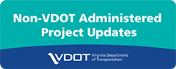 Non-VDOT Administered
Project Updates
VDOT Virginia Department
of Transportation